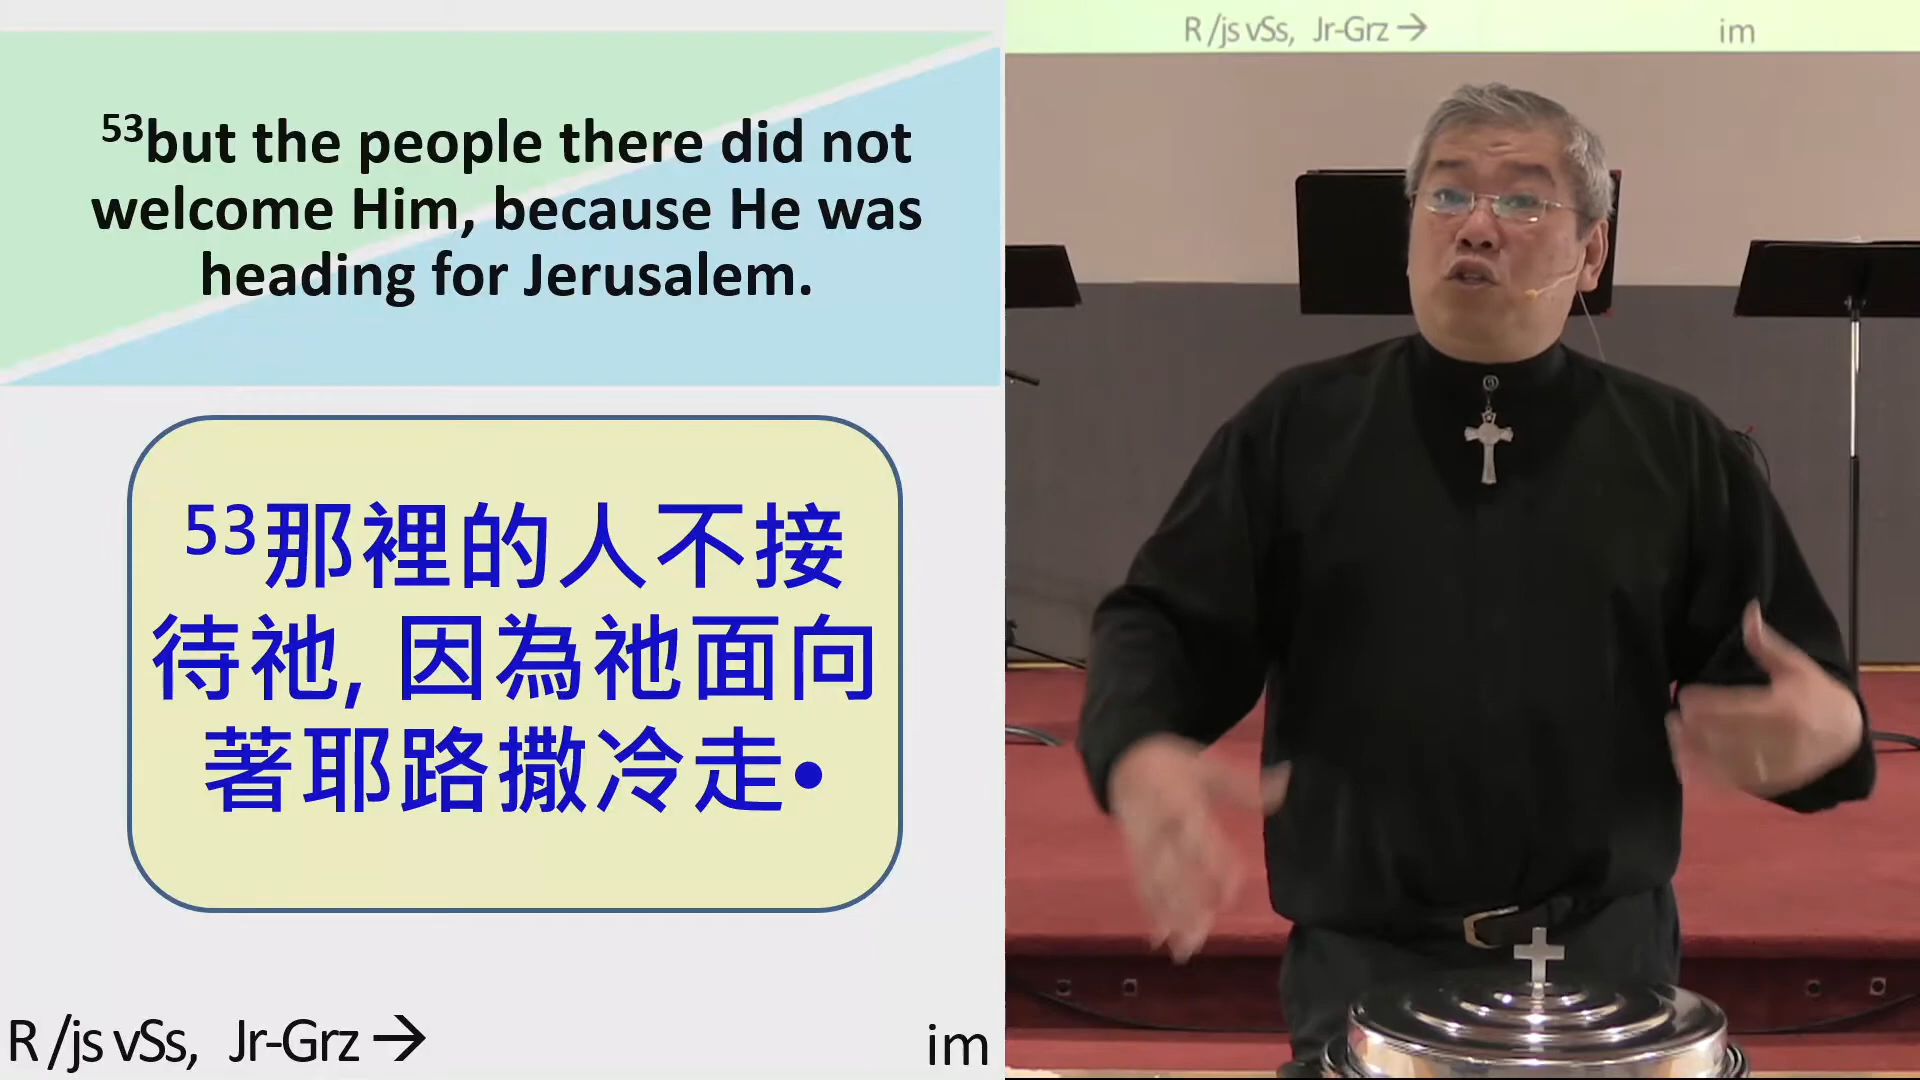 ⁵³but the people there did not
welcome Him, because He was
heading for Jerusalem.
⁵³那裡的人不接
待祂, 因為祂面向
著耶路撒冷走•
R /js vSs, Jr-Grz → im
R /js vSs, Jr-Grz → im